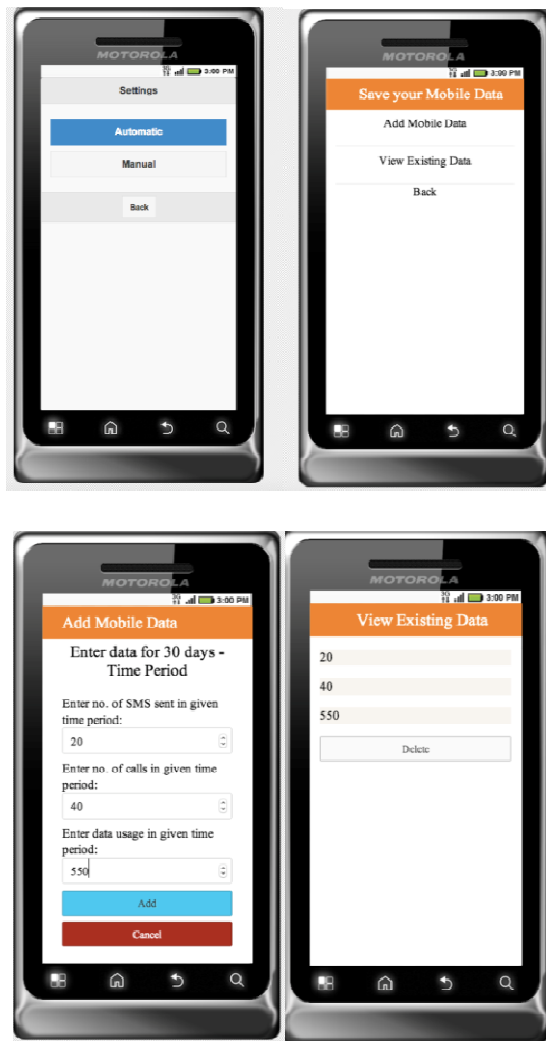 MOTOROLA
3G 3:00 PM
Settings
Automatic
Manual
Back
MOTOROLA
3G 3:00 PM
Save your Mobile Data
Add Mobile Data
View Existing Data
Back
MOTOROLA
3G 3:00 PM
Add Mobile Data
Enter data for 30 days -
Time Period
Enter no. of SMS sent in given
time period:
20
Enter no. of calls in given time
period:
40
Enter data usage in given time
period:
550
Add
Cancel
MOTOROLA
3G 3:00 PM
View Existing Data
20
40
550
Delete